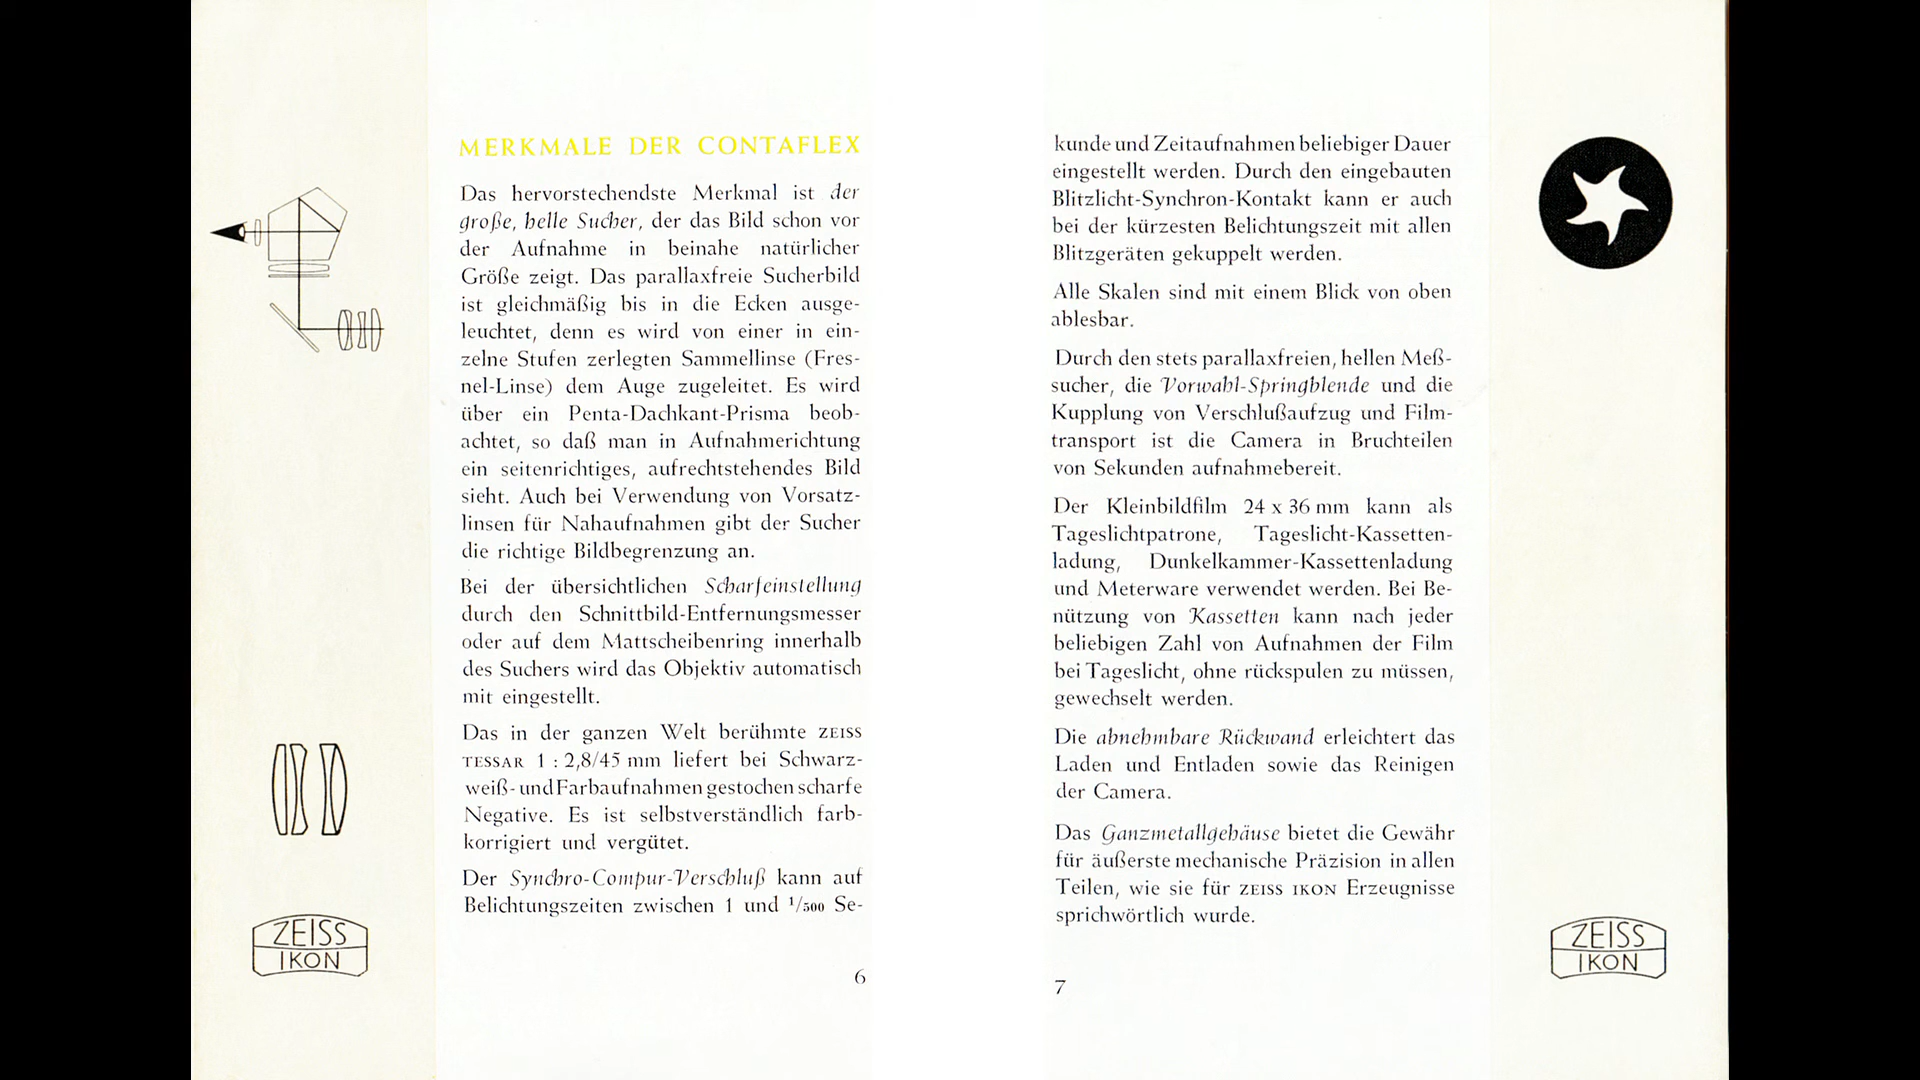 MERKMALE DER CONTAFLEX
Das hervorstechendste Merkmal ist der
große, helle Sucher, der das Bild schon vor
der Aufnahme in beinahe natürlicher
Größe zeigt. Das parallaxfreie Sucherbild
ist gleichmäßig bis in die Ecken ausge-
leuchtet, denn es wird von einer in ein-
zelne Stufen zerlegten Sammellinse (Fres-
nel-Linse) dem Auge zugeleitet. Es wird
über ein Penta-Dachkant-Prisma beob-
achtet, so daß man in Aufnahmerichtung
ein seitenrichtiges, aufrechtstehendes Bild
sieht. Auch bei Verwendung von Vorsatz-
linsen für Nahaufnahmen gibt der Sucher
die richtige Bildbegrenzung an.
Bei der übersichtlichen Scharfeinstellung
durch den Schnittbild-Entfernungsmesser
oder auf dem Mattscheibenring innerhalb
des Suchers wird das Objektiv automatisch
mit eingestellt.
Das in der ganzen Welt berühmte ZEISS
TESSAR 1 : 2,8/45 mm liefert bei Schwarz-
weiß- und Farbaufnahmen gestochen scharfe
Negative. Es ist selbstverständlich farb-
korrigiert und vergütet.
Der Synchro-Compur-Verschluß kann auf
Belichtungszeiten zwischen 1 und 1/500 Se-
ZEISS
IKON
6
kunde und Zeitaufnahmen beliebiger Dauer
eingestellt werden. Durch den eingebauten
Blitzlicht-Synchron-Kontakt kann er auch
bei der kürzesten Belichtungszeit mit allen
Blitzgeräten gekuppelt werden.
Alle Skalen sind mit einem Blick von oben
ablesbar.
Durch den stets parallaxfreien, hellen Meß-
sucher, die Vorwahl-Springblende und die
Kupplung von Verschlußaufzug und Film-
transport ist die Camera in Bruchteilen
von Sekunden aufnahmebereit.
Der Kleinbildfilm 24 x 36 mm kann als
Tageslichtpatrone, Tageslicht-Kassetten-
ladung, Dunkelkammer-Kassettenladung
und Meterware verwendet werden. Bei Be-
nützung von Kassetten kann nach jeder
beliebigen Zahl von Aufnahmen der Film
bei Tageslicht, ohne rückspulen zu müssen,
gewechselt werden.
Die abnehmbare Rückwand erleichtert das
Laden und Entladen sowie das Reinigen
der Camera.
Das Ganzmetallgehäuse bietet die Gewähr
für äußerste mechanische Präzision in allen
Teilen, wie sie für ZEISS IKON Erzeugnisse
sprichwörtlich wurde.
7
ZEISS
IKON